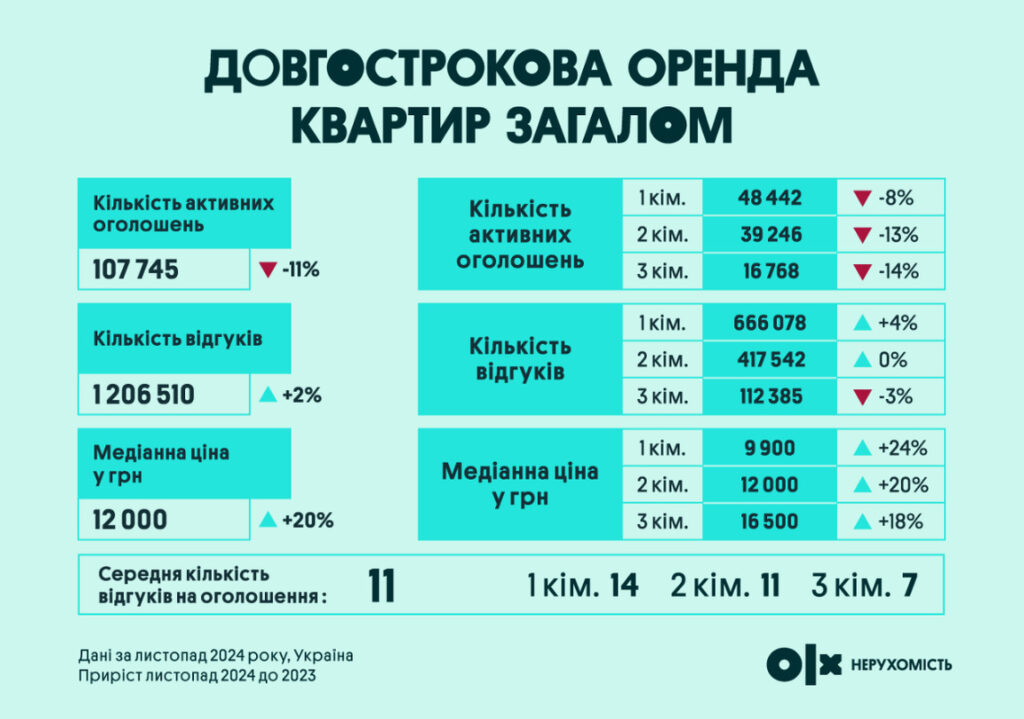 ДОВГОСТРОКОВА ОРЕНДА
КВАРТИР ЗАГАЛОМ
Кількість активних
оголошень
107 745
-11%
Кількість відгуків
1 206 510
+2%
Медіанна ціна
у грн
12 000
+20%
Кількість
активних
оголошень
1 кім. 48 442 -8%
2 кім. 39 246 -13%
3 кім. 16 768 -14%
Кількість
відгуків
1 кім. 666 078 +4%
2 кім. 417 542 0%
3 кім. 112 385 -3%
Медіанна ціна
у грн
1 кім. 9 900 +24%
2 кім. 12 000 +20%
3 кім. 16 500 +18%
Середня кількість
відгуків на оголошення :
11
1 кім. 14 2 кім. 11 3 кім. 7
Дані за листопад 2024 року, Україна
Приріст листопад 2024 до 2023
olx НЕРУХОМІСТЬ